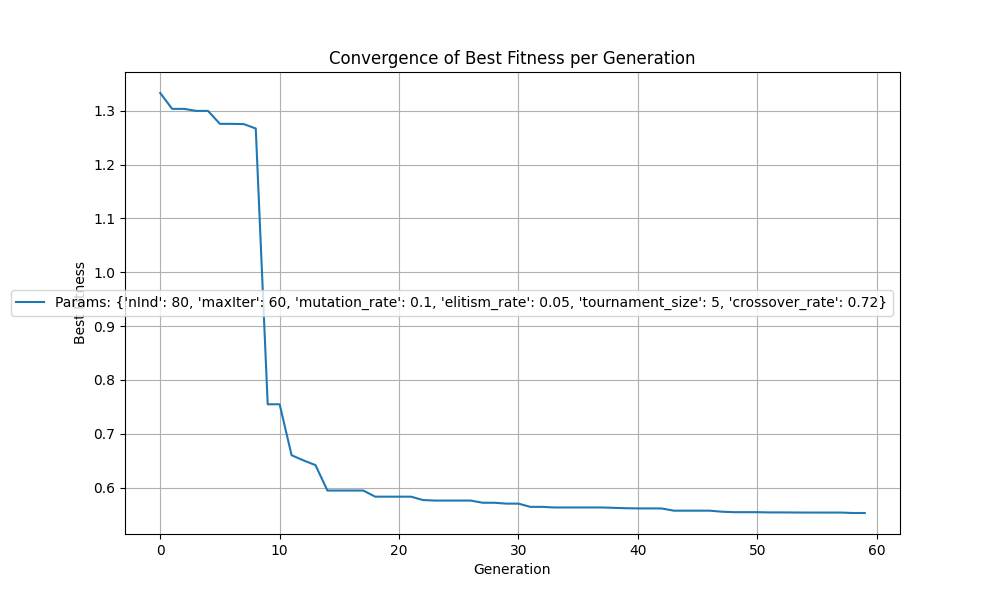 Convergence of Best Fitness per Generation
1.3
1.2
1.1
1.0
0.9
0.8
0.7
0.6
Best Fitness
Params: {'nInd': 80, 'maxIter': 60, 'mutation_rate': 0.1, 'elitism_rate': 0.05, 'tournament_size': 5, 'crossover_rate': 0.72}
0 10 20 30 40 50 60
Generation